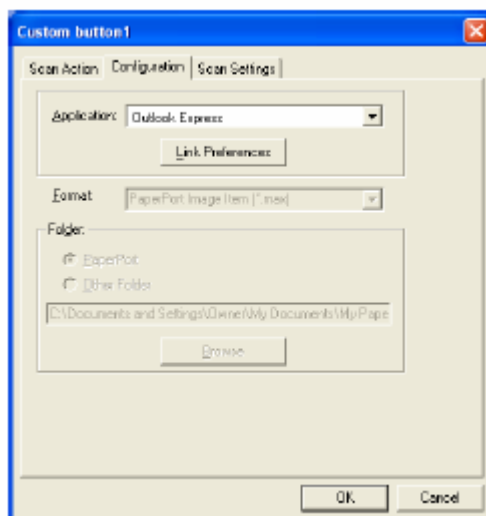 Custom button1
Scan Action Configuration Scan Settings
Application: Outlook Express
Link Preferences
Format PaperPort Image Item (*.max)
Folder:
PaperPort
Other Folder
C:\Documents and Settings\Owner\My Documents\My Pape
Browse
OK Cancel